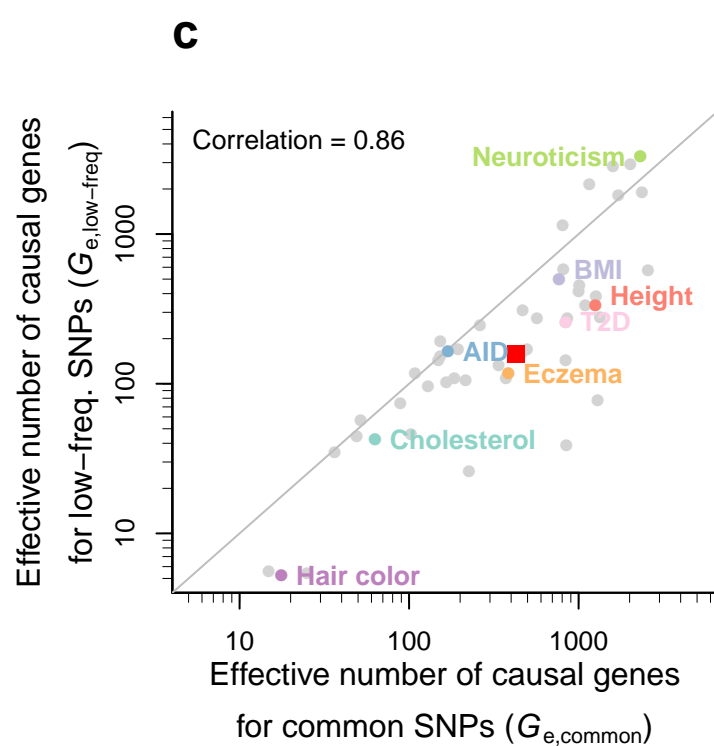 c
Effective number of causal genes
for low−freq. SNPs (Ge,low−freq)
Correlation = 0.86
Neuroticism
BMI
Height
T2D
AID
Eczema
Cholesterol
Hair color
1000
100
10
10 100 1000
Effective number of causal genes
for common SNPs (Ge,common)